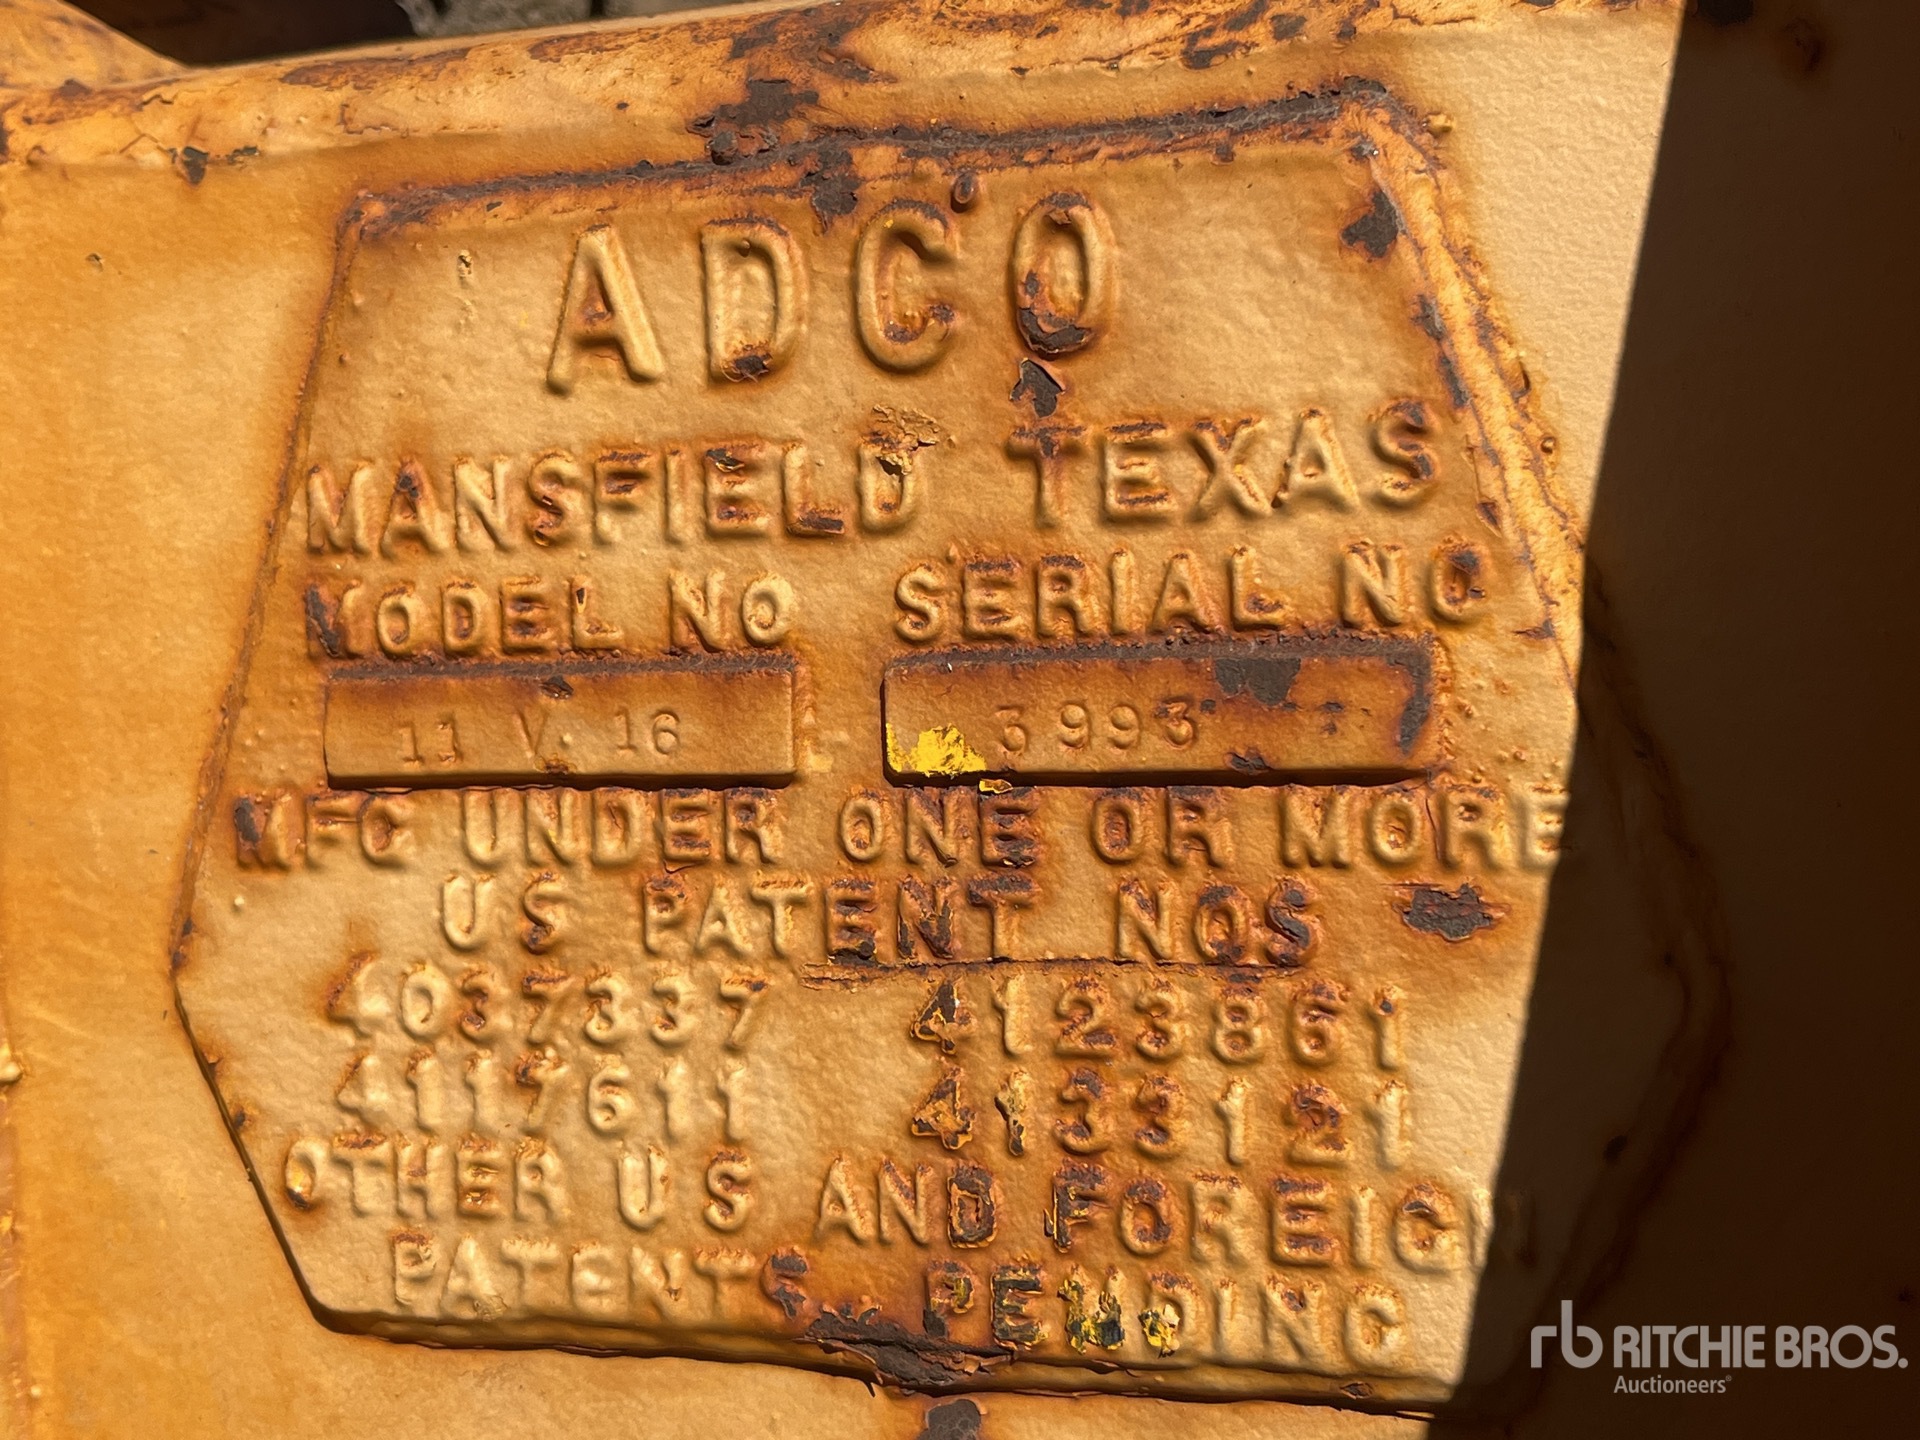 ADCO
MANSFIELD TEXAS
MODEL NO SERIAL NO
11 V 16 3993
MFG UNDER ONE OR MORE
US PATENT NOS
4037337 4123861
4117611 4133121
OTHER US AND FOREIGN
PATENTS PENDING
rb RITCHIE BROS.
Auctioneers